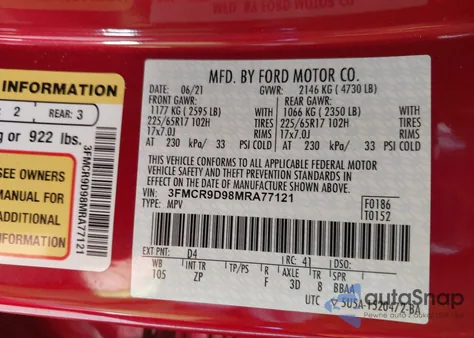 MFD. BY FORD MOTOR CO.
DATE: 06/21 GVWR: 2146 KG (4730 LB)
FRONT GAWR: REAR GAWR:
1177 KG (2595 LB) 1066 KG (2350 LB)
225/65R17 102H TIRES 225/65R17 102H TIRES
17x7.0J RIMS 17x7.0J RIMS
AT 230 kPa/ 33 PSI COLD AT 230 kPa/ 33 PSI COLD
THIS VEHICLE CONFORMS TO ALL APPLICABLE FEDERAL MOTOR
VEHICLE SAFETY AND THEFT PREVENTION STANDARDS IN
EFFECT ON THE DATE OF MANUFACTURE SHOWN ABOVE.
VIN: 3FMCR9D98MRA77121 F0186
TYPE: MPV T0152
EXT PNT: D4 RC: 41 DSO:
WB INT TR TP/PS R AXLE TR SPR
105 ZP F 3D 8 BBAA
UTC 5USA-1520472-BA
INFORMATION
2 REAR: 3
or 922 lbs.
SEE OWNERS
MANUAL FOR
ADDITIONAL
INFORMATION
3FMCR9D98MRA77121
autoSnap